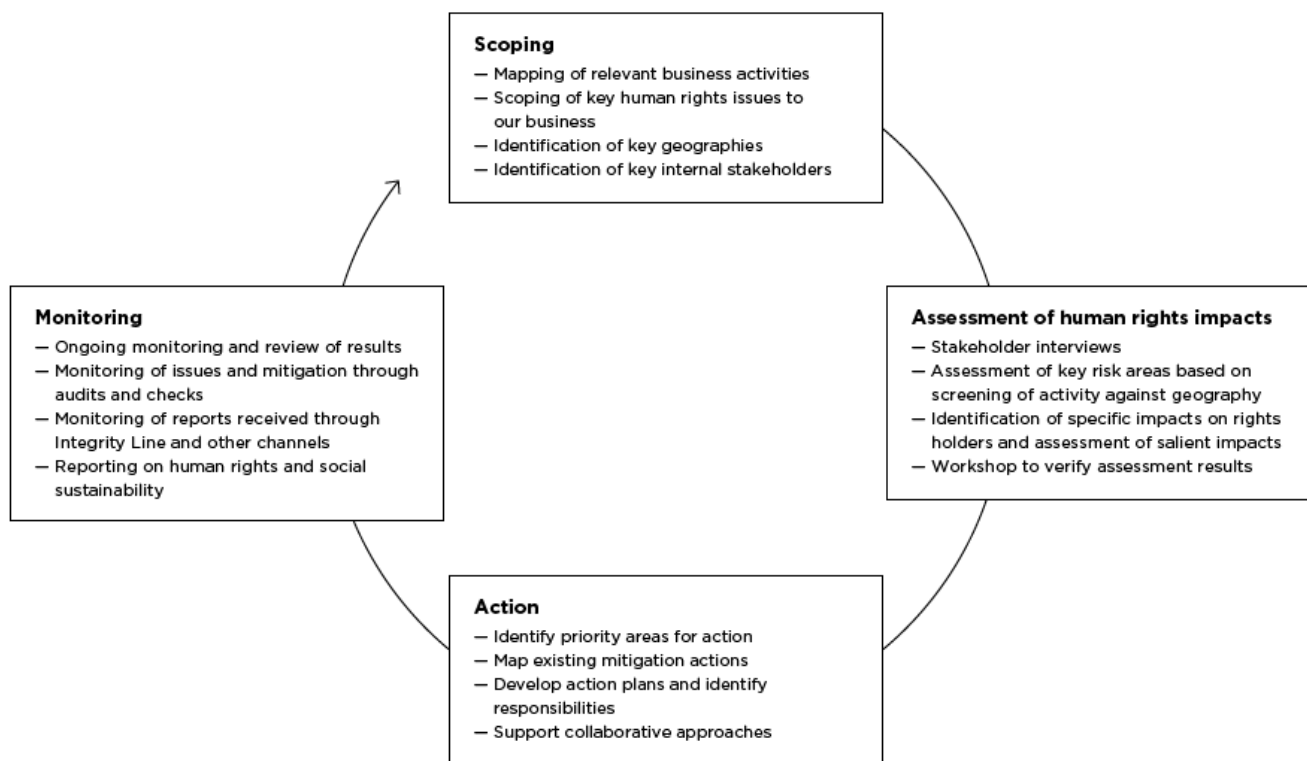 Scoping
— Mapping of relevant business activities
— Scoping of key human rights issues to
our business
— Identification of key geographies
— Identification of key internal stakeholders
Assessment of human rights impacts
— Stakeholder interviews
— Assessment of key risk areas based on
screening of activity against geography
— Identification of specific impacts on rights
holders and assessment of salient impacts
— Workshop to verify assessment results
Action
— Identify priority areas for action
— Map existing mitigation actions
— Develop action plans and identify
responsibilities
— Support collaborative approaches
Monitoring
— Ongoing monitoring and review of results
— Monitoring of issues and mitigation through
audits and checks
— Monitoring of reports received through
Integrity Line and other channels
— Reporting on human rights and social
sustainability